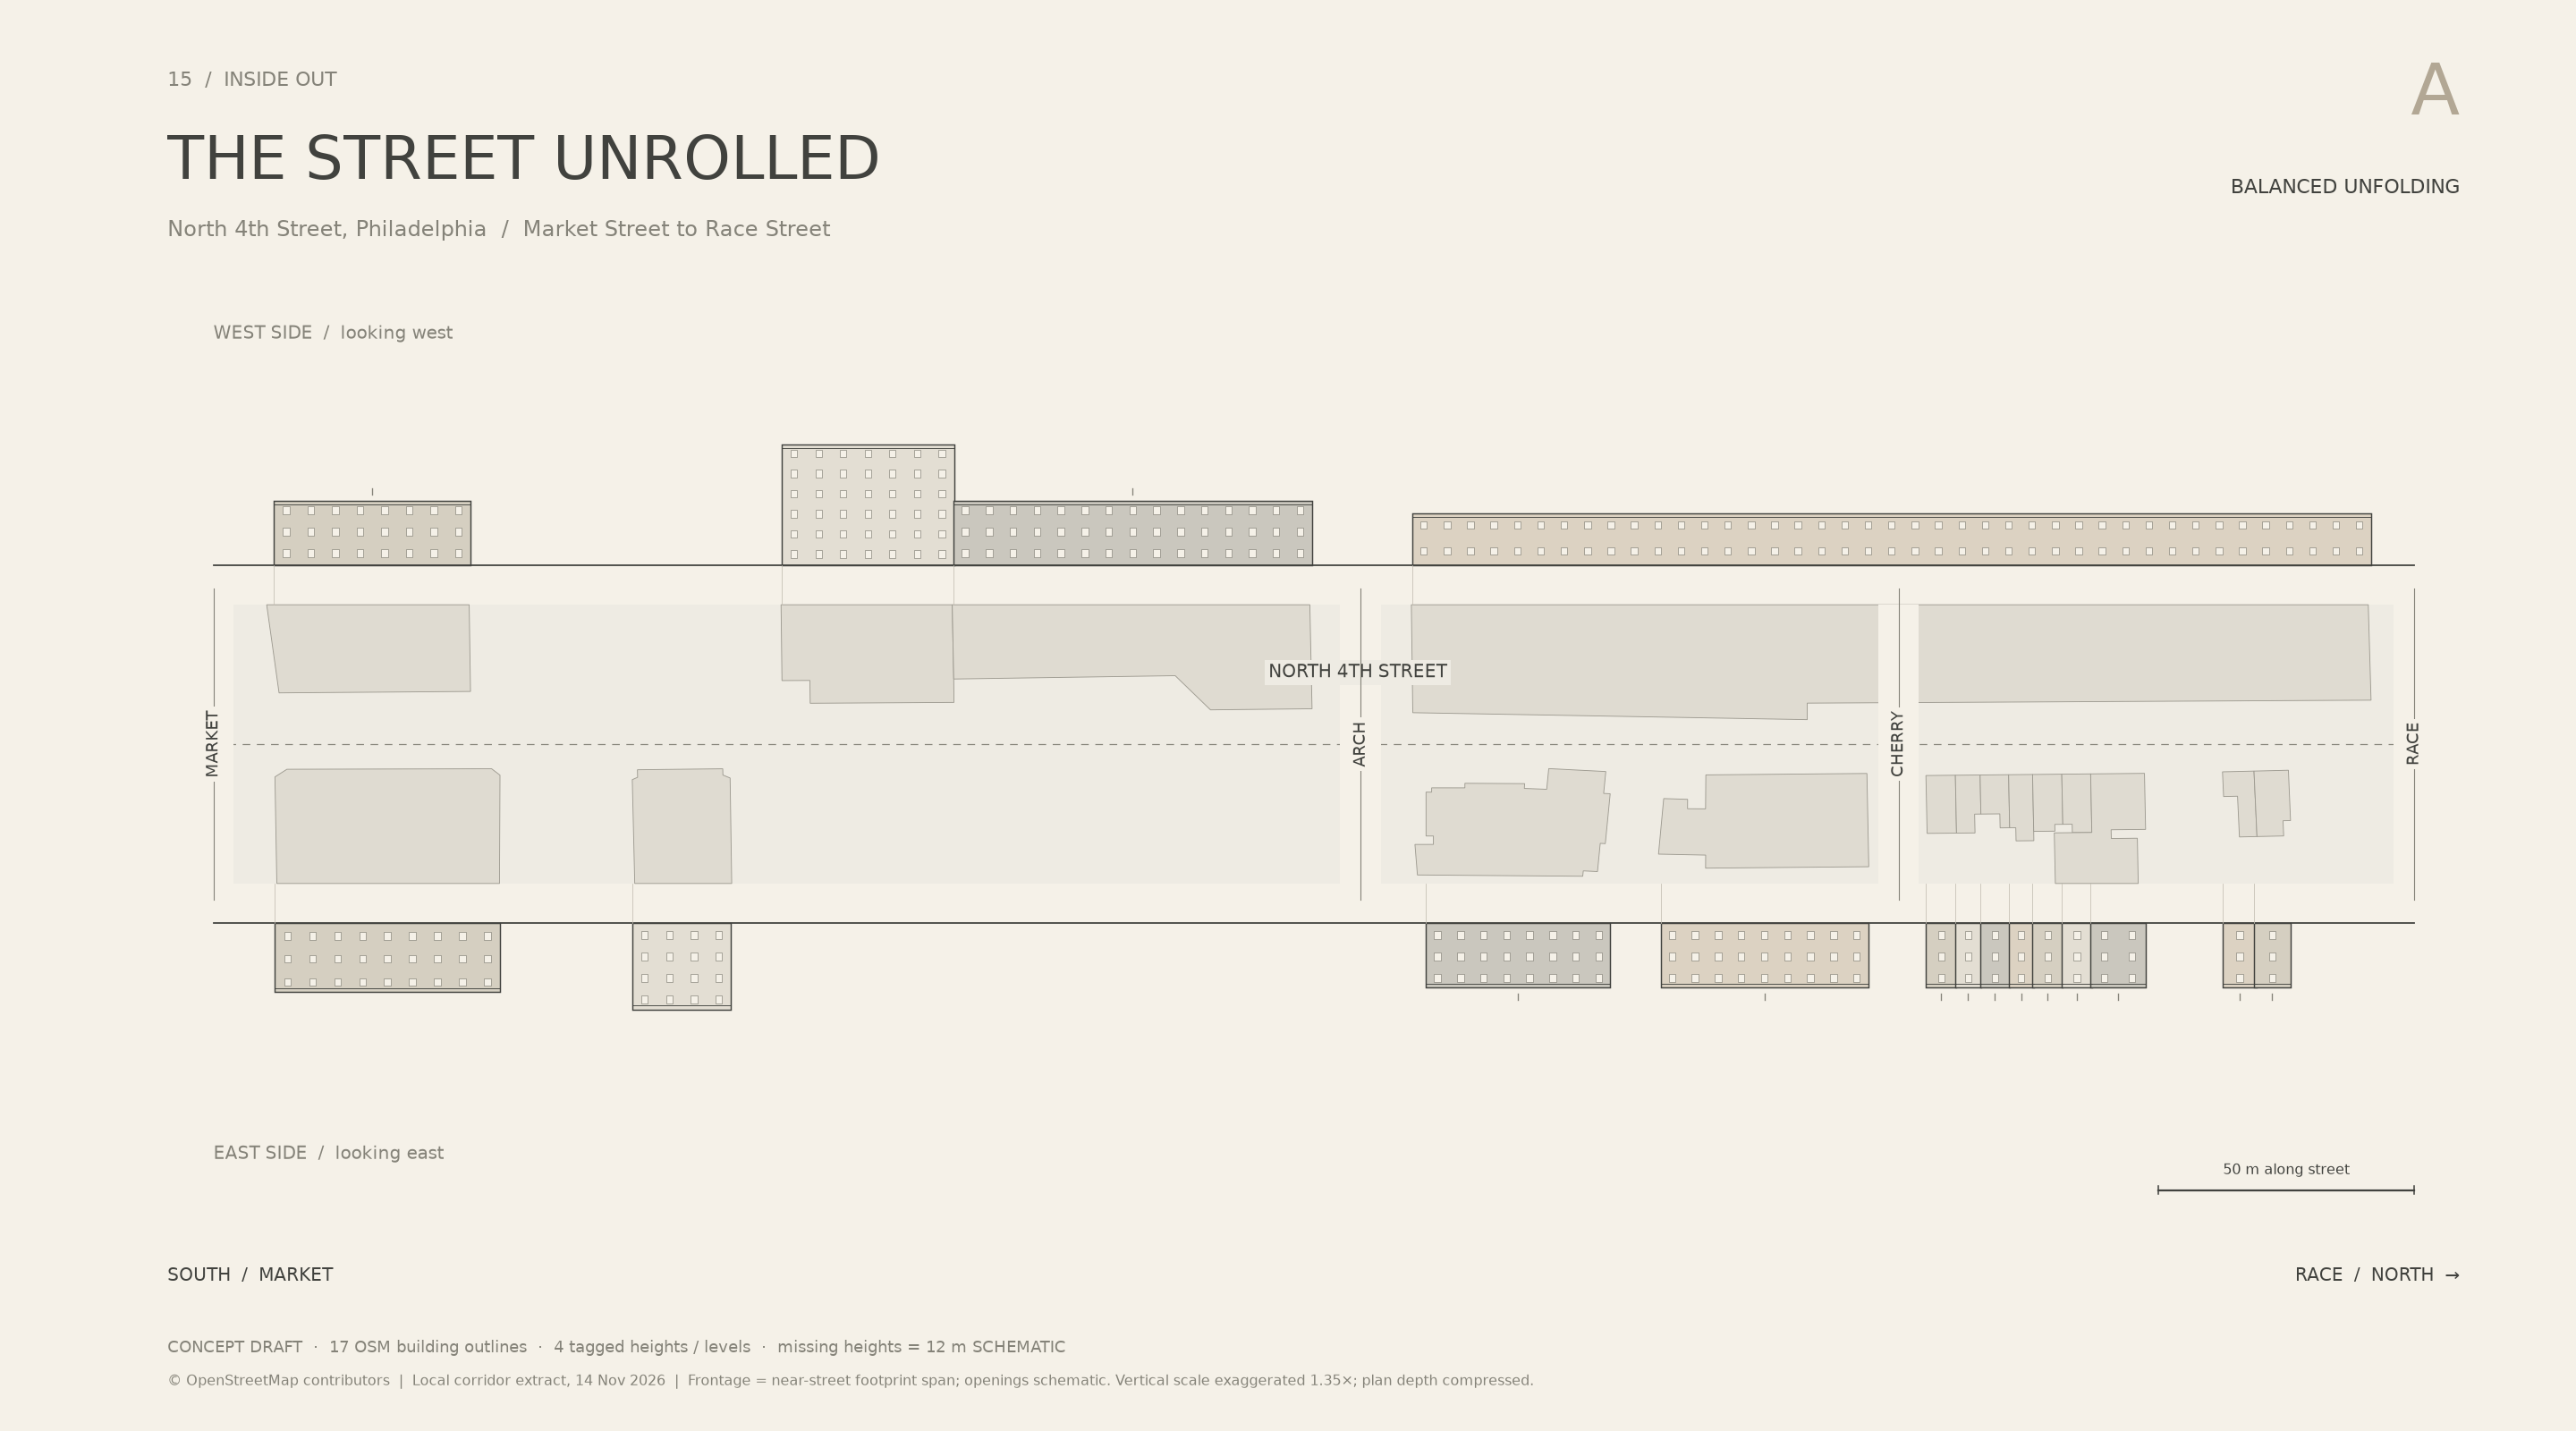 15 / INSIDE OUT
A
THE STREET UNROLLED
BALANCED UNFOLDING
North 4th Street, Philadelphia / Market Street to Race Street
WEST SIDE / looking west
NORTH 4TH STREET
MARKET
ARCH
CHERRY
RACE
EAST SIDE / looking east
50 m along street
SOUTH / MARKET
RACE / NORTH →
CONCEPT DRAFT · 17 OSM building outlines · 4 tagged heights / levels · missing heights = 12 m SCHEMATIC
© OpenStreetMap contributors | Local corridor extract, 14 Nov 2026 | Frontage = near-street footprint span; openings schematic. Vertical scale exaggerated 1.35×; plan depth compressed.